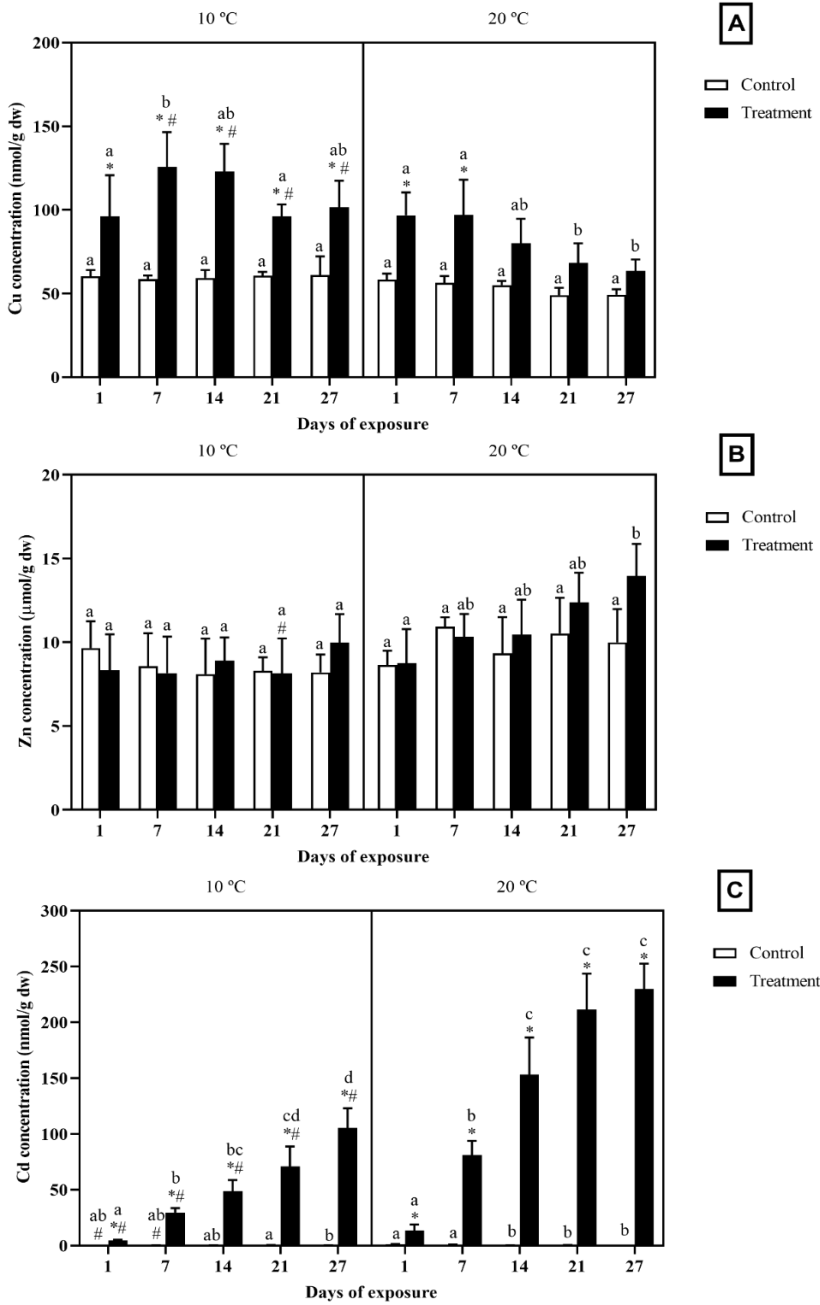 10 ºC 20 ºC
A
Cu concentration (nmol/g dw)
200
150
100
50
0
Control
Treatment
a a b a ab a a a ab
* * # * # * # * #
a a a a a
a a ab b b
* *
a a a a a
1 7 14 21 27 1 7 14 21 27
Days of exposure
10 ºC 20 ºC
B
Zn concentration (μmol/g dw)
20
15
10
5
0
Control
Treatment
a a a a a a a a a a
#
a a a ab a ab a ab a b
1 7 14 21 27 1 7 14 21 27
Days of exposure
10 ºC 20 ºC
C
Cd concentration (nmol/g dw)
300
250
200
150
100
50
0
Control
Treatment
ab a ab b ab bc a cd b d
# *# # *# *# *# *#
a a a b b c b c b c
* * * * *
1 7 14 21 27 1 7 14 21 27
Days of exposure